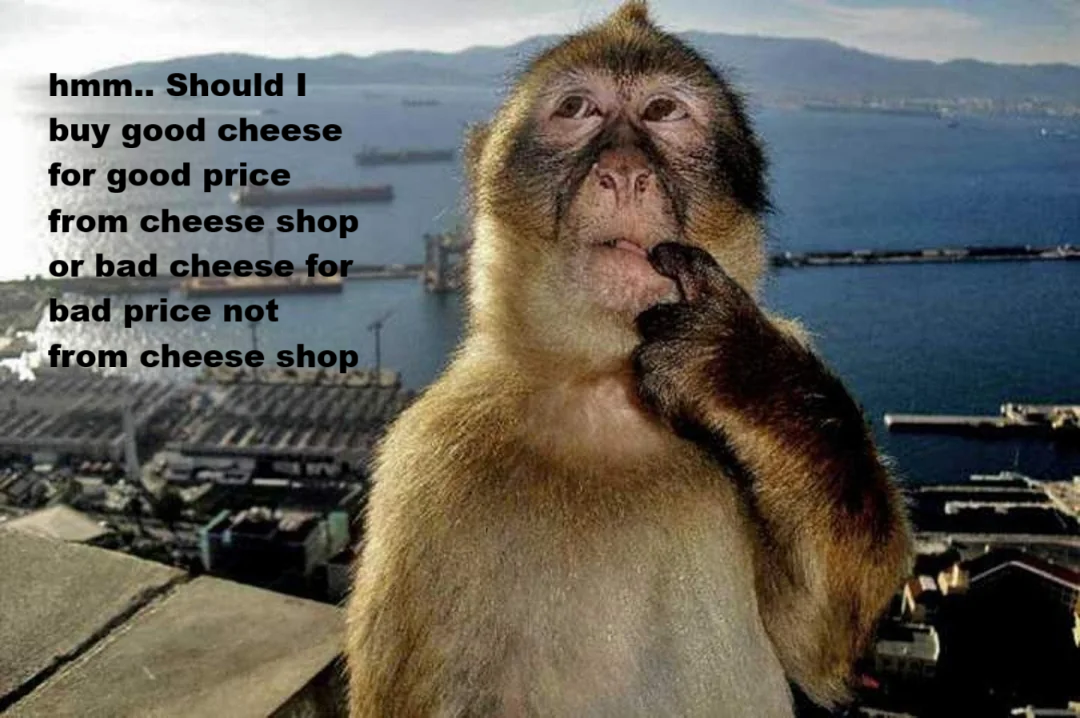 hmm.. Should I
buy good cheese
for good price
from cheese shop
or bad cheese for
bad price not
from cheese shop